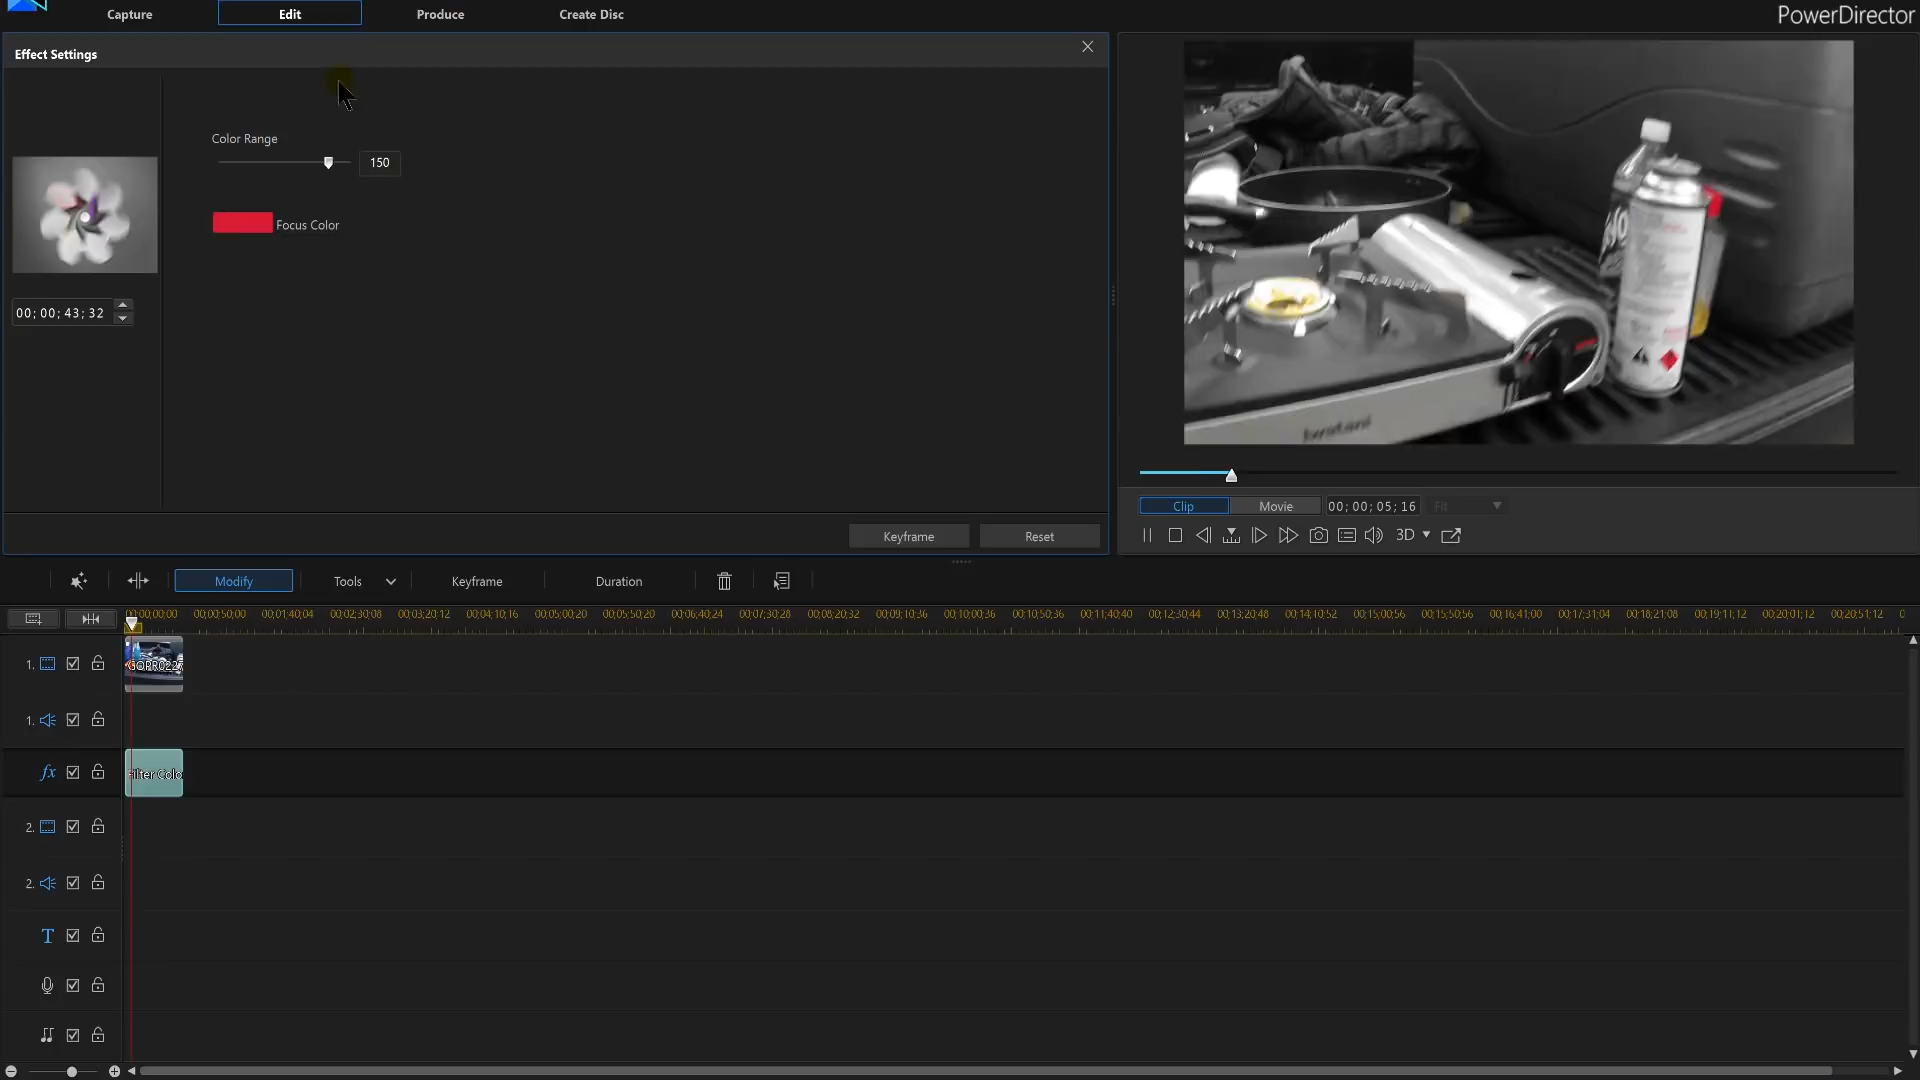 Capture
Edit
Produce
Create Disc
PowerDirector
Effect Settings
Color Range
150
Focus Color
00; 00; 43; 32
Iwatani
Clip
Movie
00; 00; 05; 16
Fit
3D
Keyframe
Reset
Modify
Tools
Keyframe
Duration
00;00;00;00 00;00;50;00 00;01;40;04 00;02;30;08 00;03;20;12 00;04;10;16 00;05;00;20 00;05;50;20 00;06;40;24 00;07;30;28 00;08;20;32 00;09;10;36 00;10;00;36 00;10;50;36 00;11;40;40 00;12;30;44 00;13;20;48 00;14;10;52 00;15;00;56 00;15;50;56 00;16;41;00 00;17;31;04 00;18;21;08 00;19;11;12 00;20;01;12 00;20;51;12 0
1.
GOPR0227
1.
fx
Filter Colo
2.
2.
T